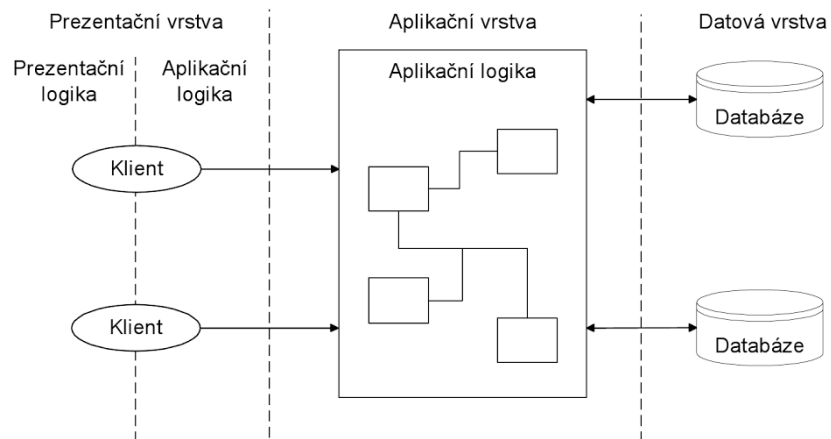 Prezentační vrstva
Aplikační vrstva
Datová vrstva
Prezentační
logika
Aplikační
logika
Aplikační logika
Databáze
Klient
Klient
Databáze